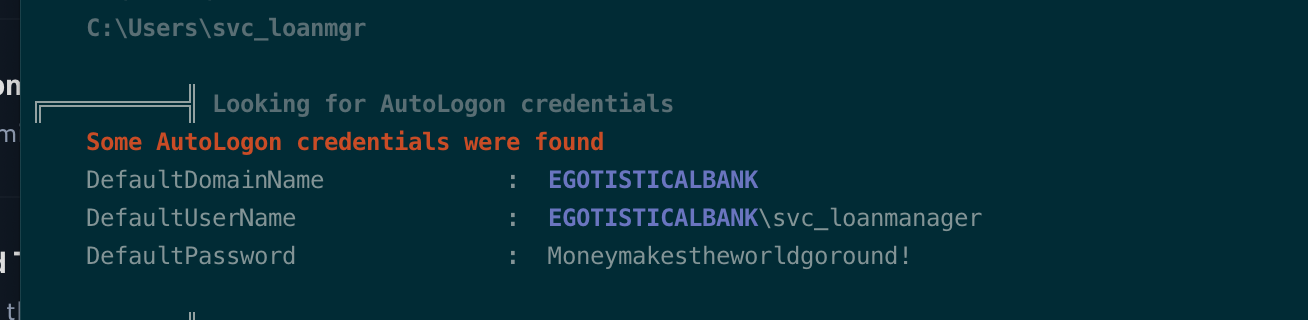 C:\Users\svc_loanmgr
Looking for AutoLogon credentials
Some AutoLogon credentials were found
DefaultDomainName : EGOTISTICALBANK
DefaultUserName : EGOTISTICALBANK\svc_loanmanager
DefaultPassword : Moneymakestheworldgoround!